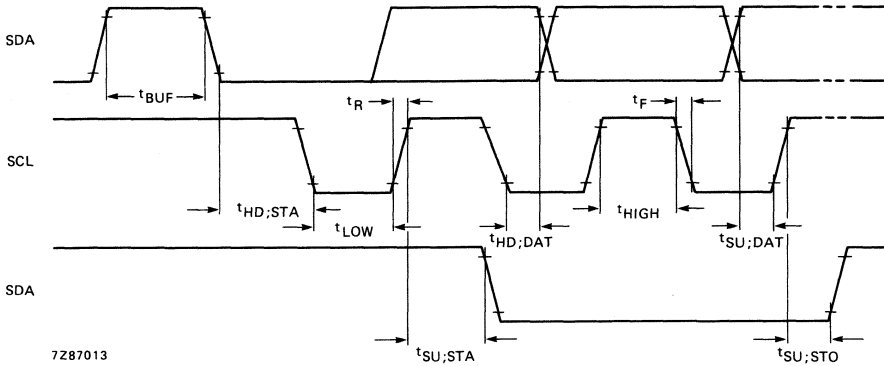 SDA
tBUF
tR
tF
SCL
tHD;STA
tLOW
tHD;DAT
tHIGH
tSU;DAT
SDA
7Z87013
tSU;STA
tSU;STO